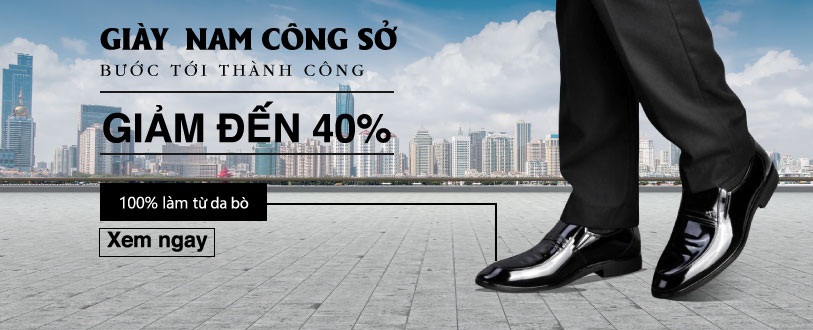 GIÀY NAM CÔNG SỞ
BƯỚC TỚI THÀNH CÔNG
GIẢM ĐẾN 40%
100% làm từ da bò
Xem ngay